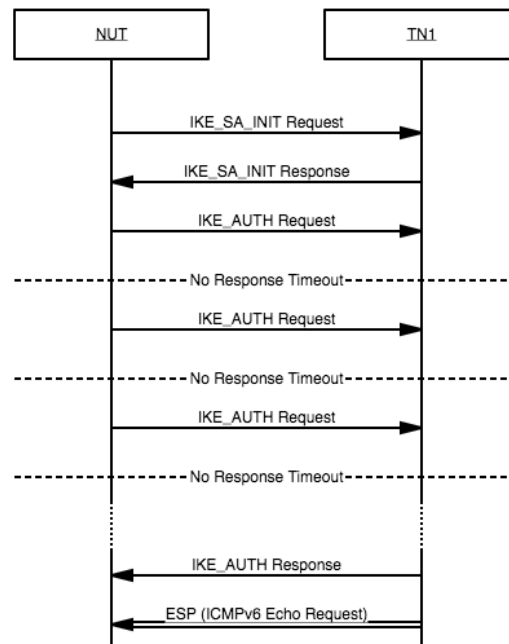 NUT
TN1
IKE_SA_INIT Request
IKE_SA_INIT Response
IKE_AUTH Request
No Response Timeout
IKE_AUTH Request
No Response Timeout
IKE_AUTH Request
No Response Timeout
IKE_AUTH Response
ESP (ICMPv6 Echo Request)